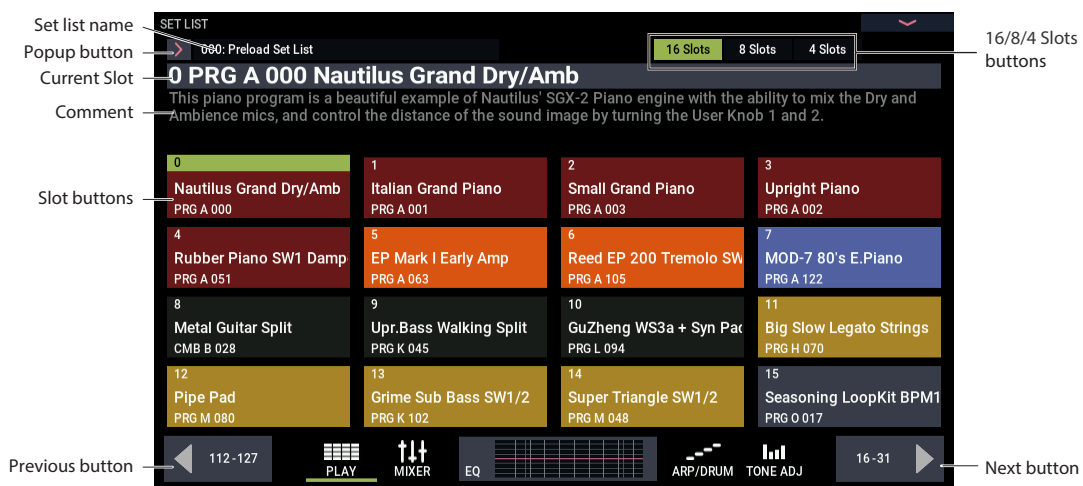 SET LIST
Set list name
000: Preload Set List
16 Slots
8 Slots
4 Slots
16/8/4 Slots
buttons
Popup button
Current Slot
0 PRG A 000 Nautilus Grand Dry/Amb
Comment
This piano program is a beautiful example of Nautilus' SGX-2 Piano engine with the ability to mix the Dry and
Ambience mics, and control the distance of the sound image by turning the User Knob 1 and 2.
Slot buttons
0
Nautilus Grand Dry/Amb
PRG A 000
1
Italian Grand Piano
PRG A 001
2
Small Grand Piano
PRG A 003
3
Upright Piano
PRG A 002
4
Rubber Piano SW1 Damp
PRG A 051
5
EP Mark I Early Amp
PRG A 063
6
Reed EP 200 Tremolo SW
PRG A 105
7
MOD-7 80's E.Piano
PRG A 122
8
Metal Guitar Split
CMB B 028
9
Upr.Bass Walking Split
PRG K 045
10
GuZheng WS3a + Syn Pad
PRG L 094
11
Big Slow Legato Strings
PRG H 070
12
Pipe Pad
PRG M 080
13
Grime Sub Bass SW1/2
PRG K 102
14
Super Triangle SW1/2
PRG M 048
15
Seasoning LoopKit BPM1
PRG O 017
Previous button
112-127
PLAY
MIXER
EQ
ARP/DRUM
TONE ADJ
16-31
Next button